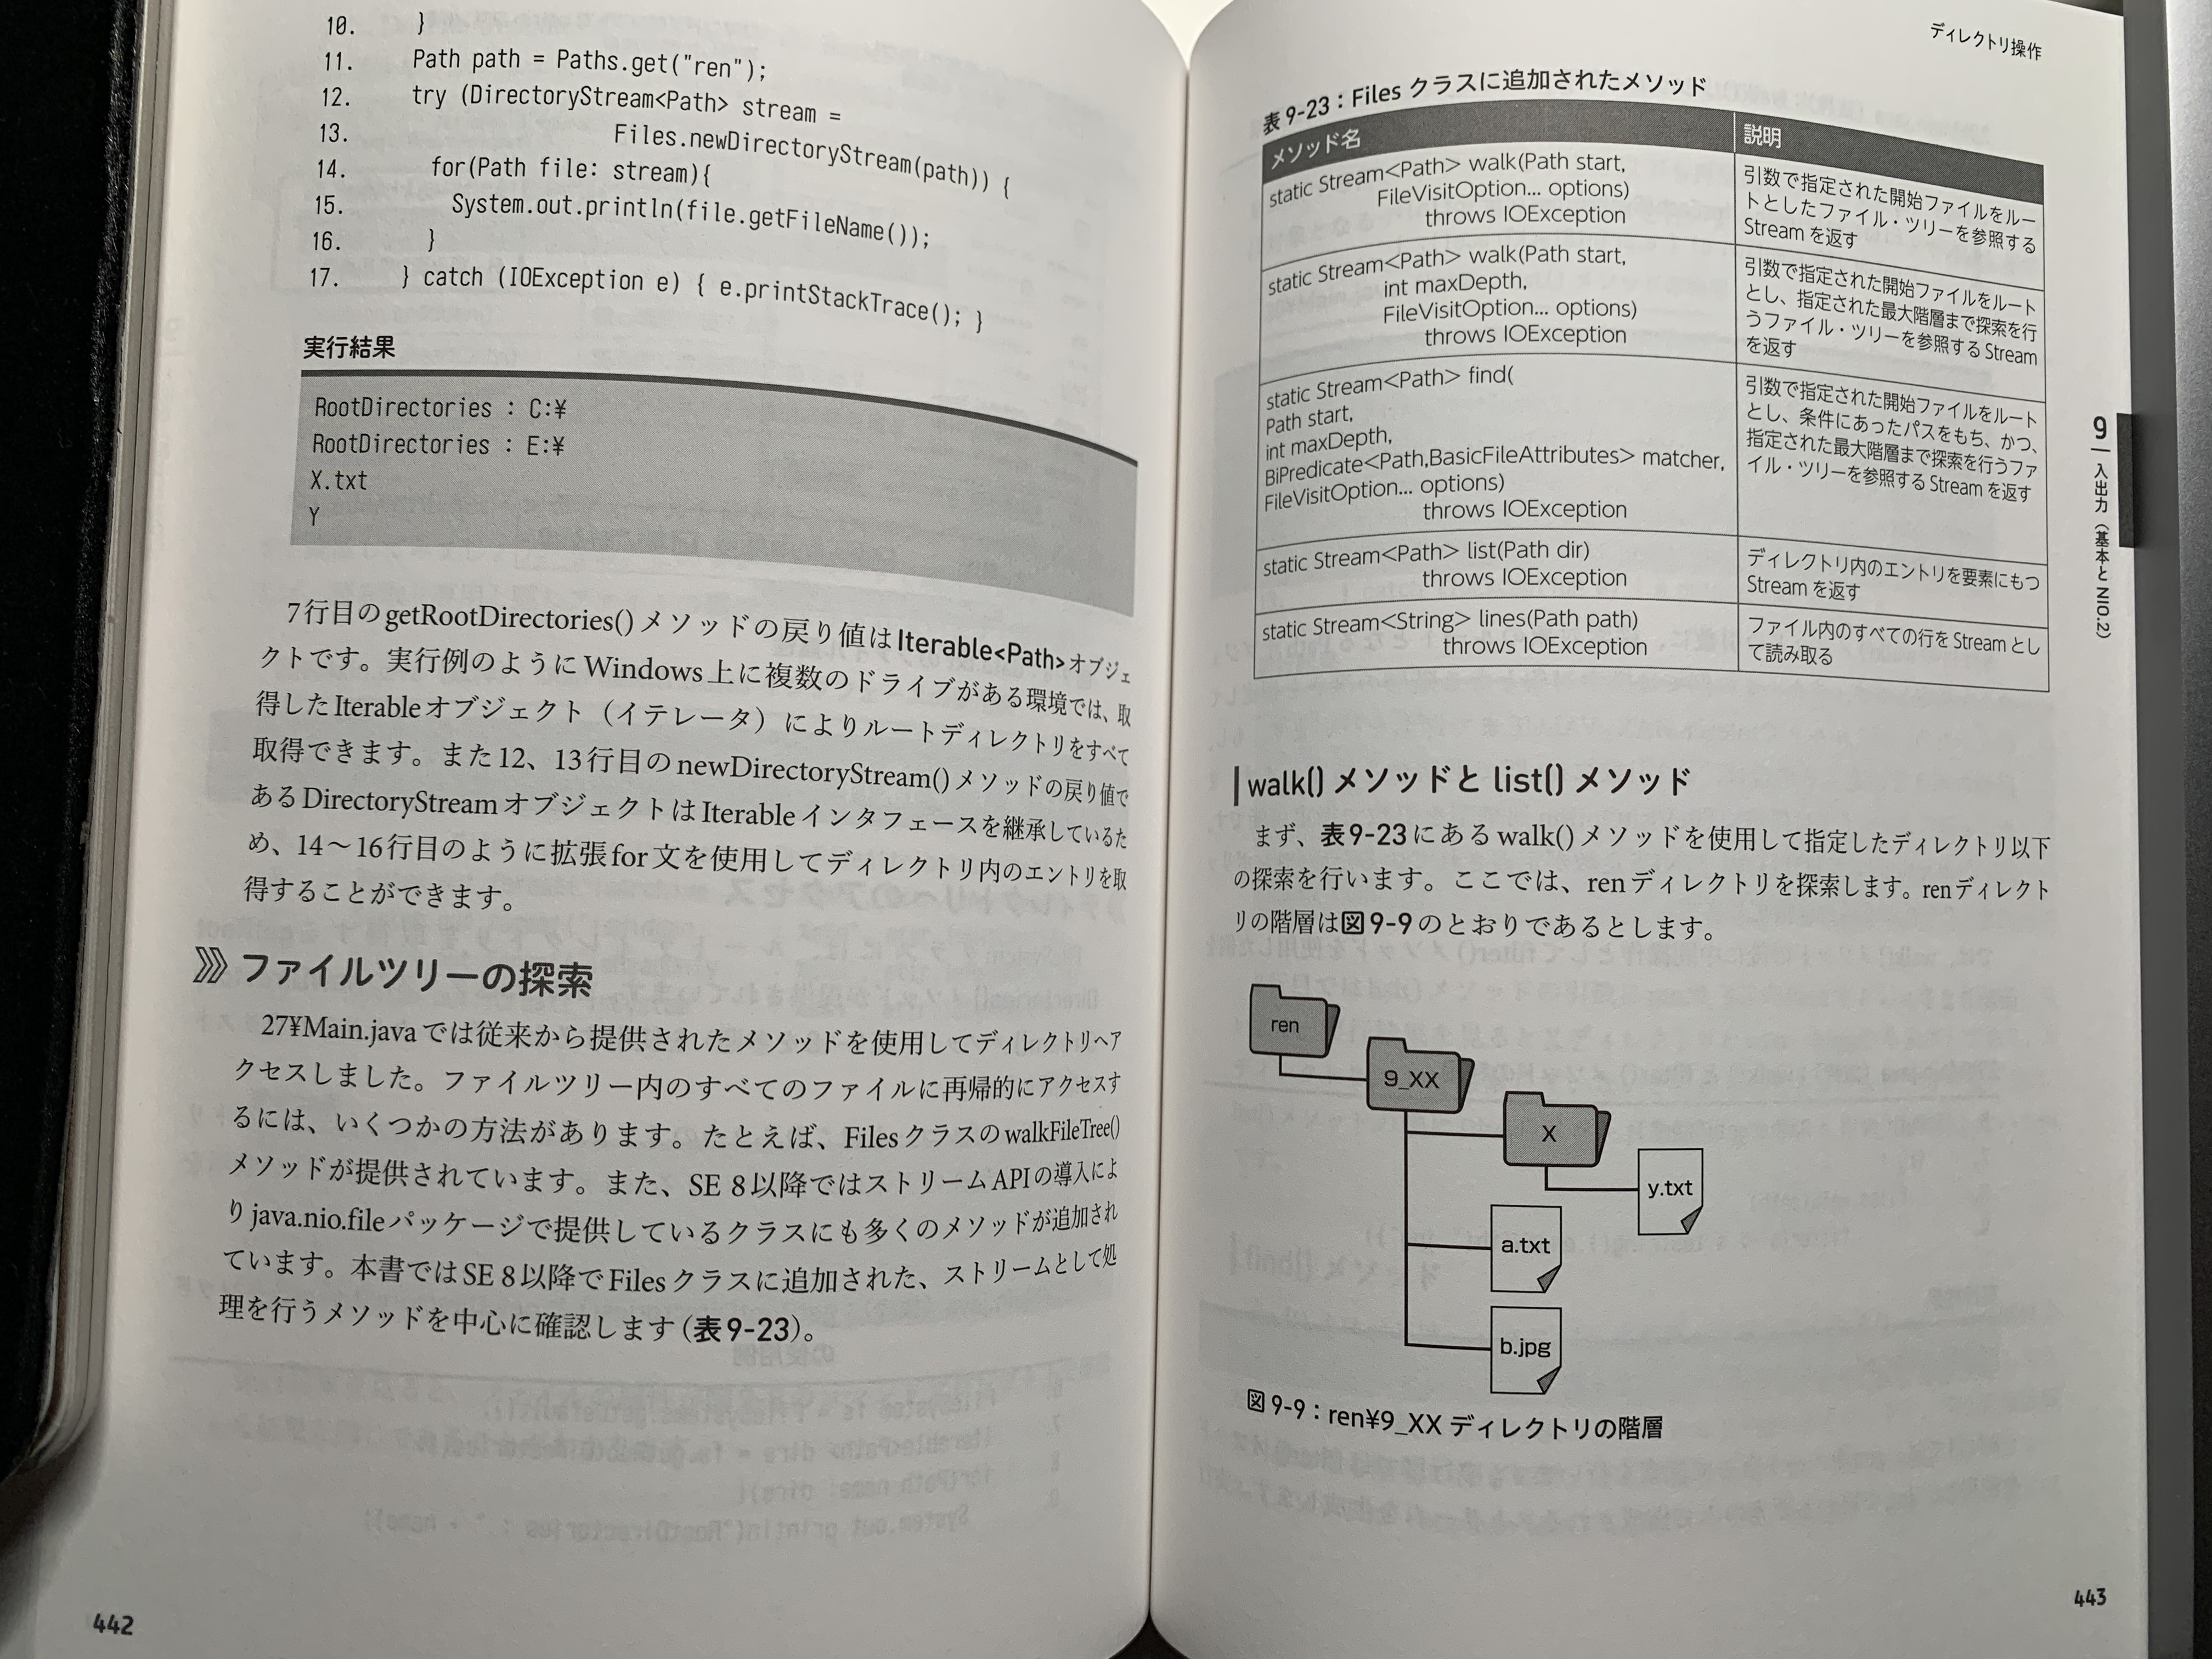 10. }
11. Path path = Paths.get("ren");
12. try (DirectoryStream<Path> stream =
13. Files.newDirectoryStream(path)) {
14. for(Path file: stream){
15. System.out.println(file.getFileName());
16. }
17. } catch (IOException e) { e.printStackTrace(); }
実行結果
RootDirectories : C:¥
RootDirectories : E:¥
X.txt
Y
7行目のgetRootDirectories()メソッドの戻り値はIterable<Path>オブジェ
クトです。実行例のようにWindows上に複数のドライブがある環境では、取
得したIterableオブジェクト（イテレータ）によりルートディレクトリをすべて
取得できます。また12、13行目のnewDirectoryStream()メソッドの戻り値で
あるDirectoryStreamオブジェクトはIterableインタフェースを継承しているた
め、14〜16行目のように拡張for文を使用してディレクトリ内のエントリを取
得することができます。
ファイルツリーの探索
27¥Main.javaでは従来から提供されたメソッドを使用してディレクトリへア
クセスしました。ファイルツリー内のすべてのファイルに再帰的にアクセスす
るには、いくつかの方法があります。たとえば、FilesクラスのwalkFileTree()
メソッドが提供されています。また、SE 8以降ではストリームAPIの導入によ
りjava.nio.fileパッケージで提供しているクラスにも多くのメソッドが追加され
ています。本書ではSE 8以降でFilesクラスに追加された、ストリームとして処
理を行うメソッドを中心に確認します(表9-23)。
442
ディレクトリ操作
表9-23：Files クラスに追加されたメソッド
メソッド名 説明
static Stream<Path> walk(Path start,
FileVisitOption... options)
throws IOException
引数で指定された開始ファイルをルー
トとしたファイル・ツリーを参照する
Stream を返す
static Stream<Path> walk(Path start,
int maxDepth,
FileVisitOption... options)
throws IOException
引数で指定された開始ファイルをルート
とし、指定された最大階層まで探索を行
うファイル・ツリーを参照する Stream
を返す
static Stream<Path> find(
Path start,
int maxDepth,
BiPredicate<Path,BasicFileAttributes> matcher,
FileVisitOption... options)
throws IOException
引数で指定された開始ファイルをルート
とし、条件にあったパスをもち、かつ、
指定された最大階層まで探索を行うファ
イル・ツリーを参照する Stream を返す
static Stream<Path> list(Path dir)
throws IOException
ディレクトリ内のエントリを要素にもつ
Stream を返す
static Stream<String> lines(Path path)
throws IOException
ファイル内のすべての行を Stream とし
て読み取る
walk() メソッドと list() メソッド
まず、表9-23にあるwalk()メソッドを使用して指定したディレクトリ以下
の探索を行います。ここでは、renディレクトリを探索します。renディレクト
リの階層は図9-9のとおりであるとします。
ren
9_XX
X
y.txt
a.txt
b.jpg
図9-9：ren¥9_XX ディレクトリの階層
9 入出力（基本と NIO.2）
443